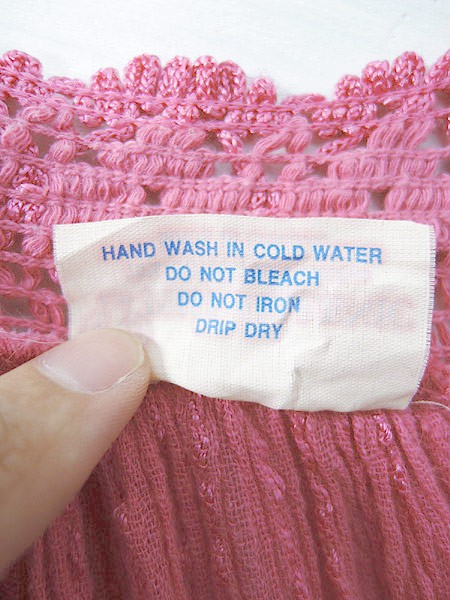 HAND WASH IN COLD WATER
DO NOT BLEACH
DO NOT IRON
DRIP DRY